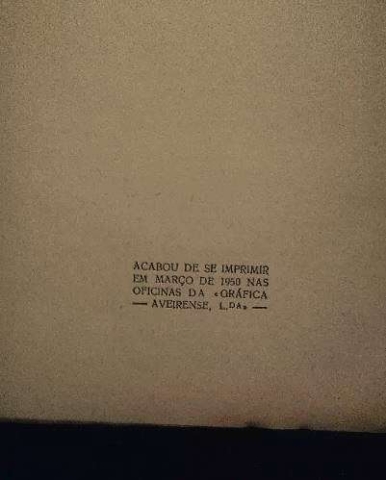 ACABOU DE SE IMPRIMIR
EM MARÇO DE 1950 NAS
OFICINAS DA «GRÁFICA
— AVEIRENSE, L.DA» —